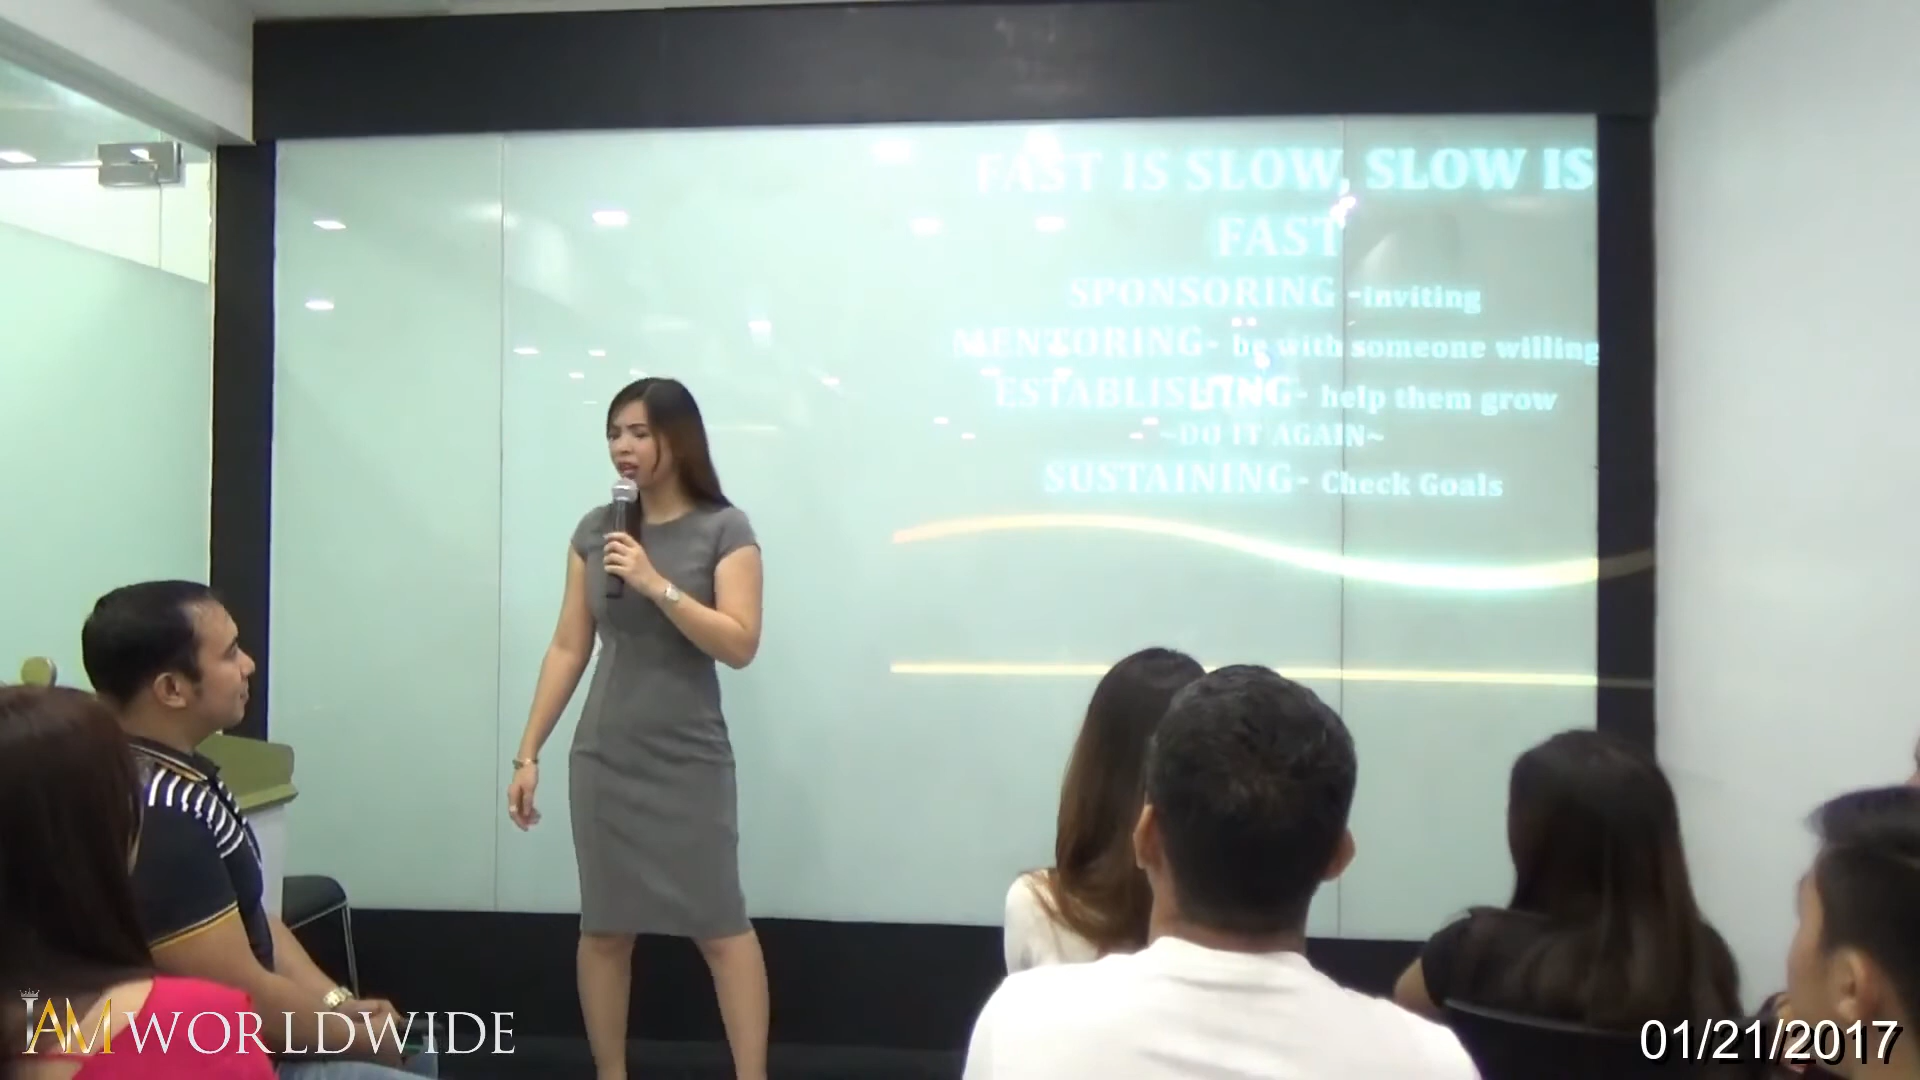 FAST IS SLOW, SLOW IS
FAST
SPONSORING -inviting
MENTORING- be with someone willing
ESTABLISHING- help them grow
~DO IT AGAIN~
SUSTAINING- Check Goals
IAM WORLDWIDE
01/21/2017